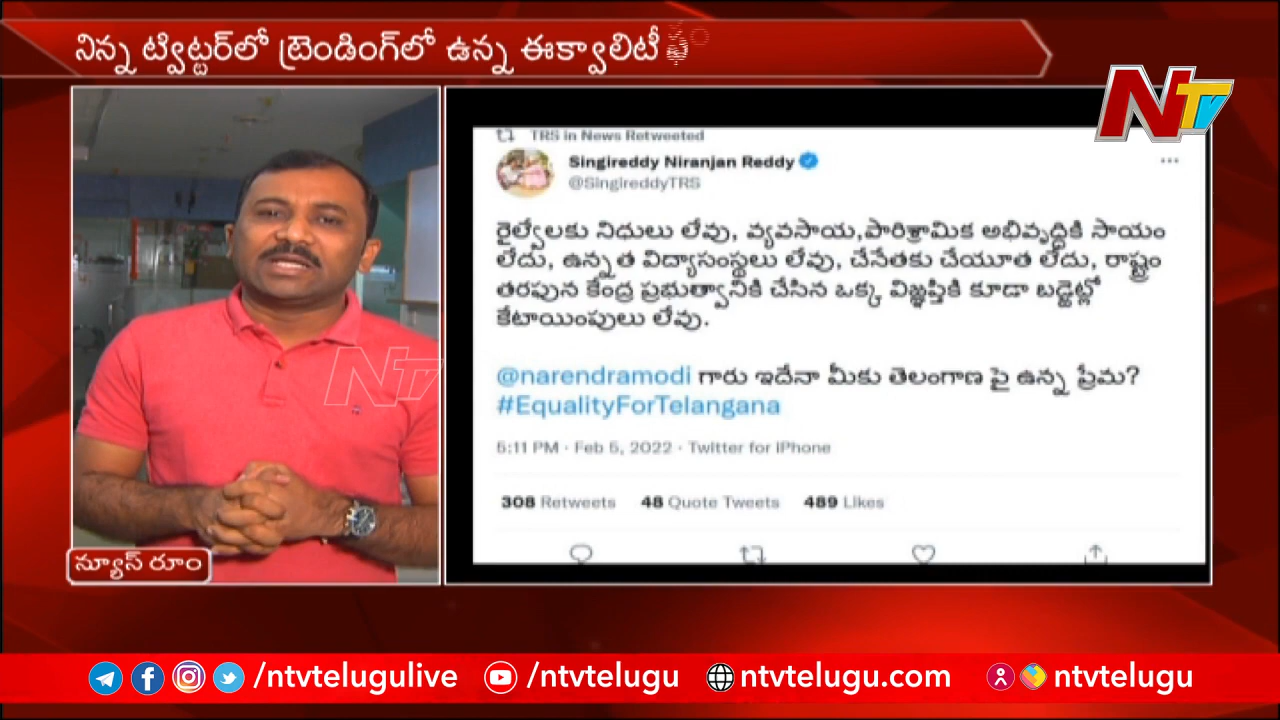 నిన్న ట్విట్టర్‌లో ట్రెండింగ్‌లో ఉన్న ఈక్వాలిటీ
NTV
TRS in News Retweeted
Singireddy Niranjan Reddy
@SingireddyTRS
రైల్వేలకు నిధులు లేవు, వ్యవసాయ,పారిశ్రామిక అభివృద్ధికి సాయం
లేదు, ఉన్నత విద్యాసంస్థలు లేవు, చేనేతకు చేయూత లేదు, రాష్ట్రం
తరఫున కేంద్ర ప్రభుత్వానికి చేసిన ఒక్క విజ్ఞప్తికి కూడా బడ్జెట్లో
కేటాయింపులు లేవు.
@narendramodi గారు ఇదేనా మీకు తెలంగాణ పై ఉన్న ప్రేమ?
#EqualityForTelangana
5:11 PM · Feb 5, 2022 · Twitter for iPhone
308 Retweets 48 Quote Tweets 489 Likes
NTV
న్యూస్ రూం
/ntvtelugulive /ntvtelugu ntvtelugu.com ntvtelugu